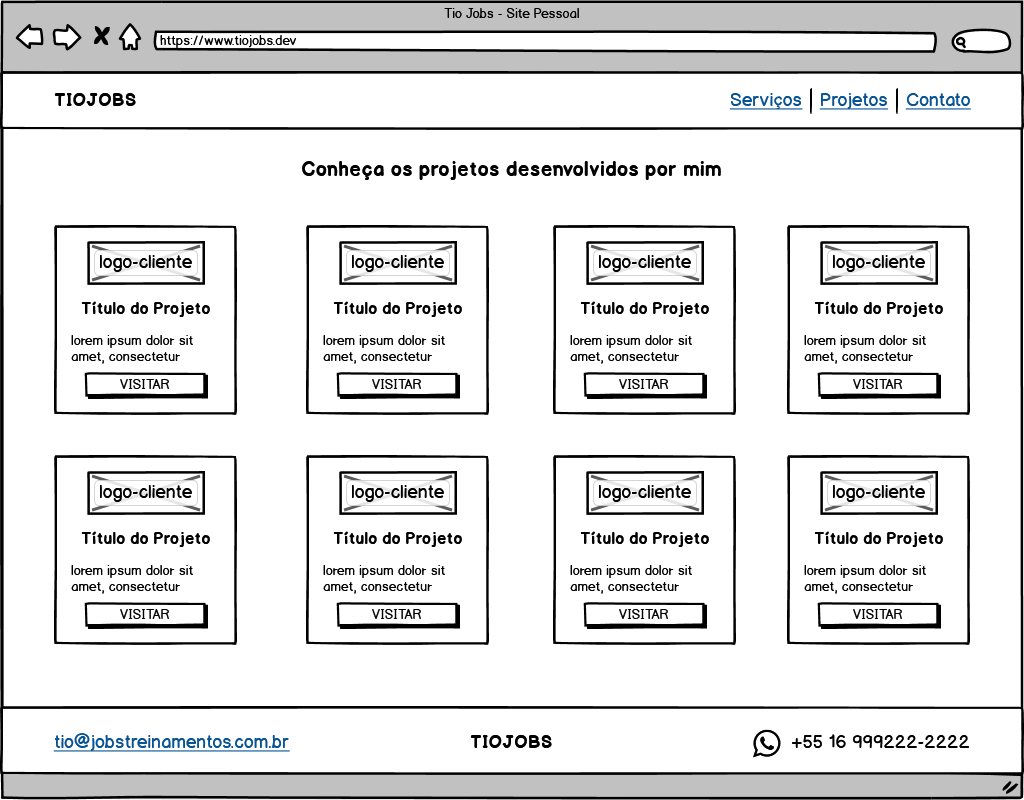 Tio Jobs - Site Pessoal
https://www.tiojobs.dev
TIOJOBS
Serviços
Projetos
Contato
Conheça os projetos desenvolvidos por mim
logo-cliente
Título do Projeto
lorem ipsum dolor sit
amet, consectetur
VISITAR
logo-cliente
Título do Projeto
lorem ipsum dolor sit
amet, consectetur
VISITAR
logo-cliente
Título do Projeto
lorem ipsum dolor sit
amet, consectetur
VISITAR
logo-cliente
Título do Projeto
lorem ipsum dolor sit
amet, consectetur
VISITAR
logo-cliente
Título do Projeto
lorem ipsum dolor sit
amet, consectetur
VISITAR
logo-cliente
Título do Projeto
lorem ipsum dolor sit
amet, consectetur
VISITAR
logo-cliente
Título do Projeto
lorem ipsum dolor sit
amet, consectetur
VISITAR
logo-cliente
Título do Projeto
lorem ipsum dolor sit
amet, consectetur
VISITAR
tio@jobstreinamentos.com.br
TIOJOBS
+55 16 999222-2222